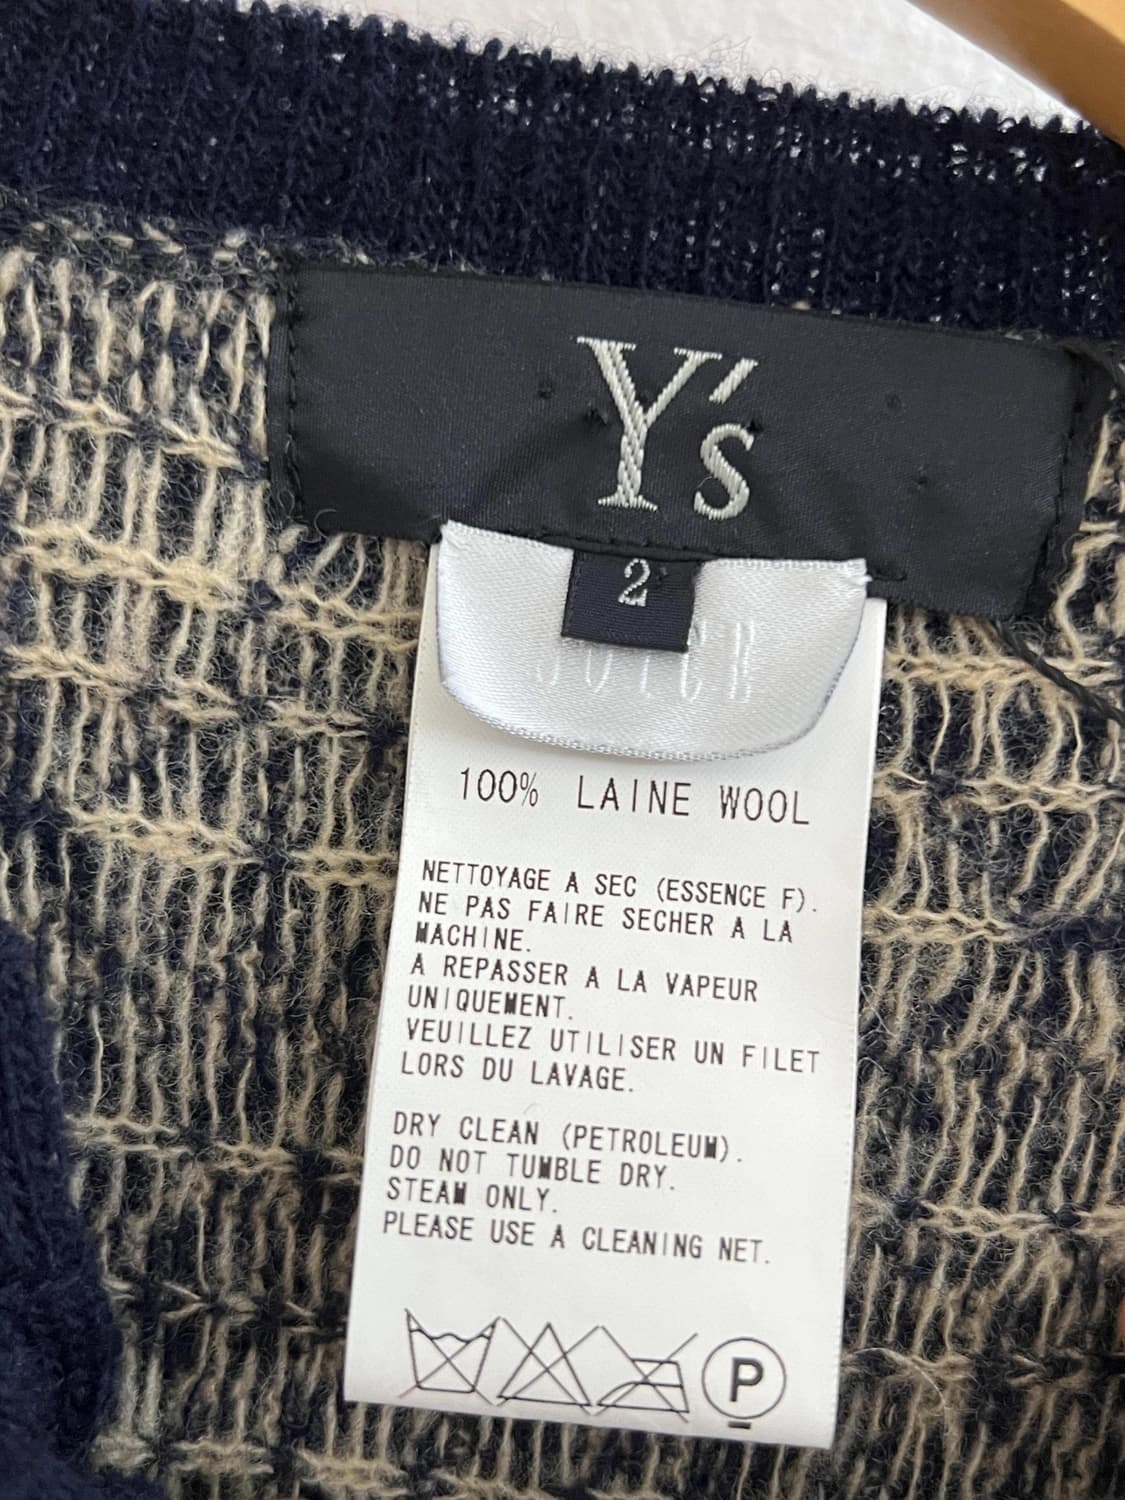 Y's
2
100% LAINE WOOL
NETTOYAGE A SEC (ESSENCE F).
NE PAS FAIRE SECHER A LA
MACHINE.
A REPASSER A LA VAPEUR
UNIQUEMENT.
VEUILLEZ UTILISER UN FILET
LORS DU LAVAGE.
DRY CLEAN (PETROLEUM).
DO NOT TUMBLE DRY.
STEAM ONLY.
PLEASE USE A CLEANING NET.
P